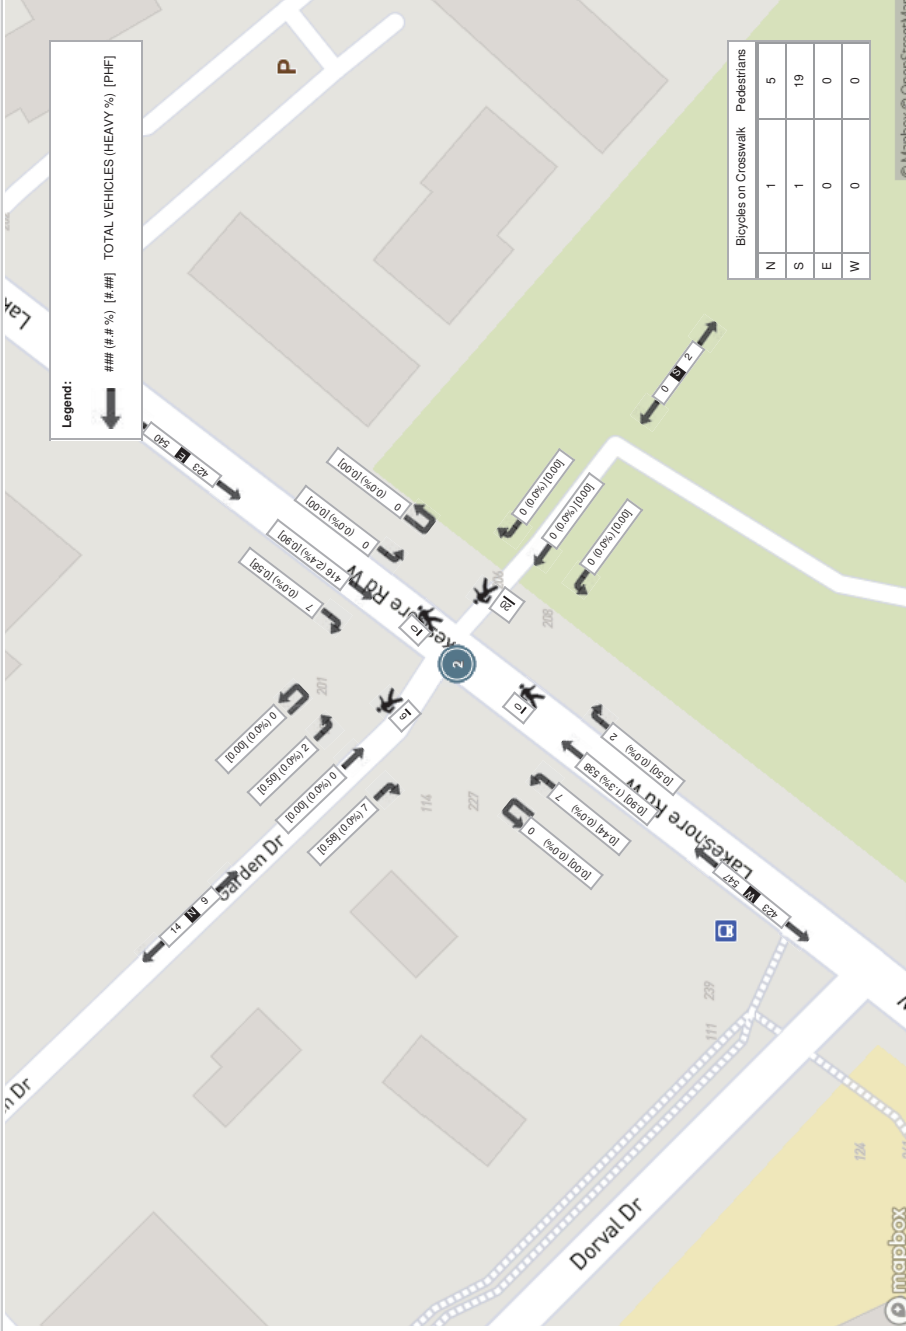 Legend:
### (#.# %) [#.##] TOTAL VEHICLES (HEAVY %) [PHF]
Bicycles on Crosswalk Pedestrians
N 1 5
S 1 19
E 0 0
W 0 0
P
540 E 423
0 (0.0%) [0.00]
0 (0.0%) [0.00]
416 (2.4%) [0.90]
7 (0.0%) [0.58]
0 S 2
0 (0.0%) [0.00]
0 (0.0%) [0.00]
0 (0.0%) [0.00]
[0.00] (0.0%) 0
[0.50] (0.0%) 2
[0.00] (0.0%) 0
[0.58] (0.0%) 7
14 N 9
[0.50] (0.0%) 2
[0.90] (1.3%) 538
[0.44] (0.0%) 7
[0.00] (0.0%) 0
547 W 423
20
0
6
0
2
206
208
201
114
227
239
111
124
Garden Dr
Lakeshore Rd W
Lakeshore Rd W
Dorval Dr
mapbox